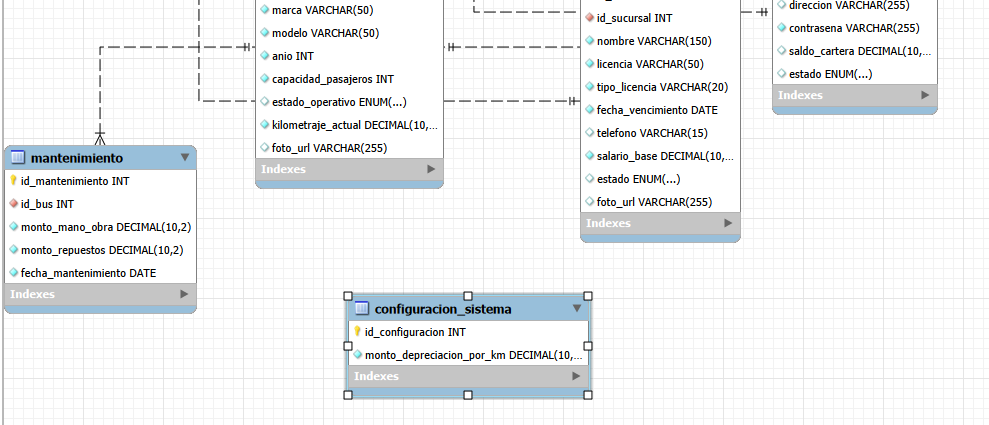 marca VARCHAR(50)
modelo VARCHAR(50)
anio INT
capacidad_pasajeros INT
estado_operativo ENUM(...)
kilometraje_actual DECIMAL(10,...
foto_url VARCHAR(255)
Indexes
id_sucursal INT
nombre VARCHAR(150)
licencia VARCHAR(50)
tipo_licencia VARCHAR(20)
fecha_vencimiento DATE
telefono VARCHAR(15)
salario_base DECIMAL(10,...
estado ENUM(...)
foto_url VARCHAR(255)
Indexes
direccion VARCHAR(255)
contrasena VARCHAR(255)
saldo_cartera DECIMAL(10,...
estado ENUM(...)
Indexes
mantenimiento
id_mantenimiento INT
id_bus INT
monto_mano_obra DECIMAL(10,2)
monto_repuestos DECIMAL(10,2)
fecha_mantenimiento DATE
Indexes
configuracion_sistema
id_configuracion INT
monto_depreciacion_por_km DECIMAL(10,...
Indexes